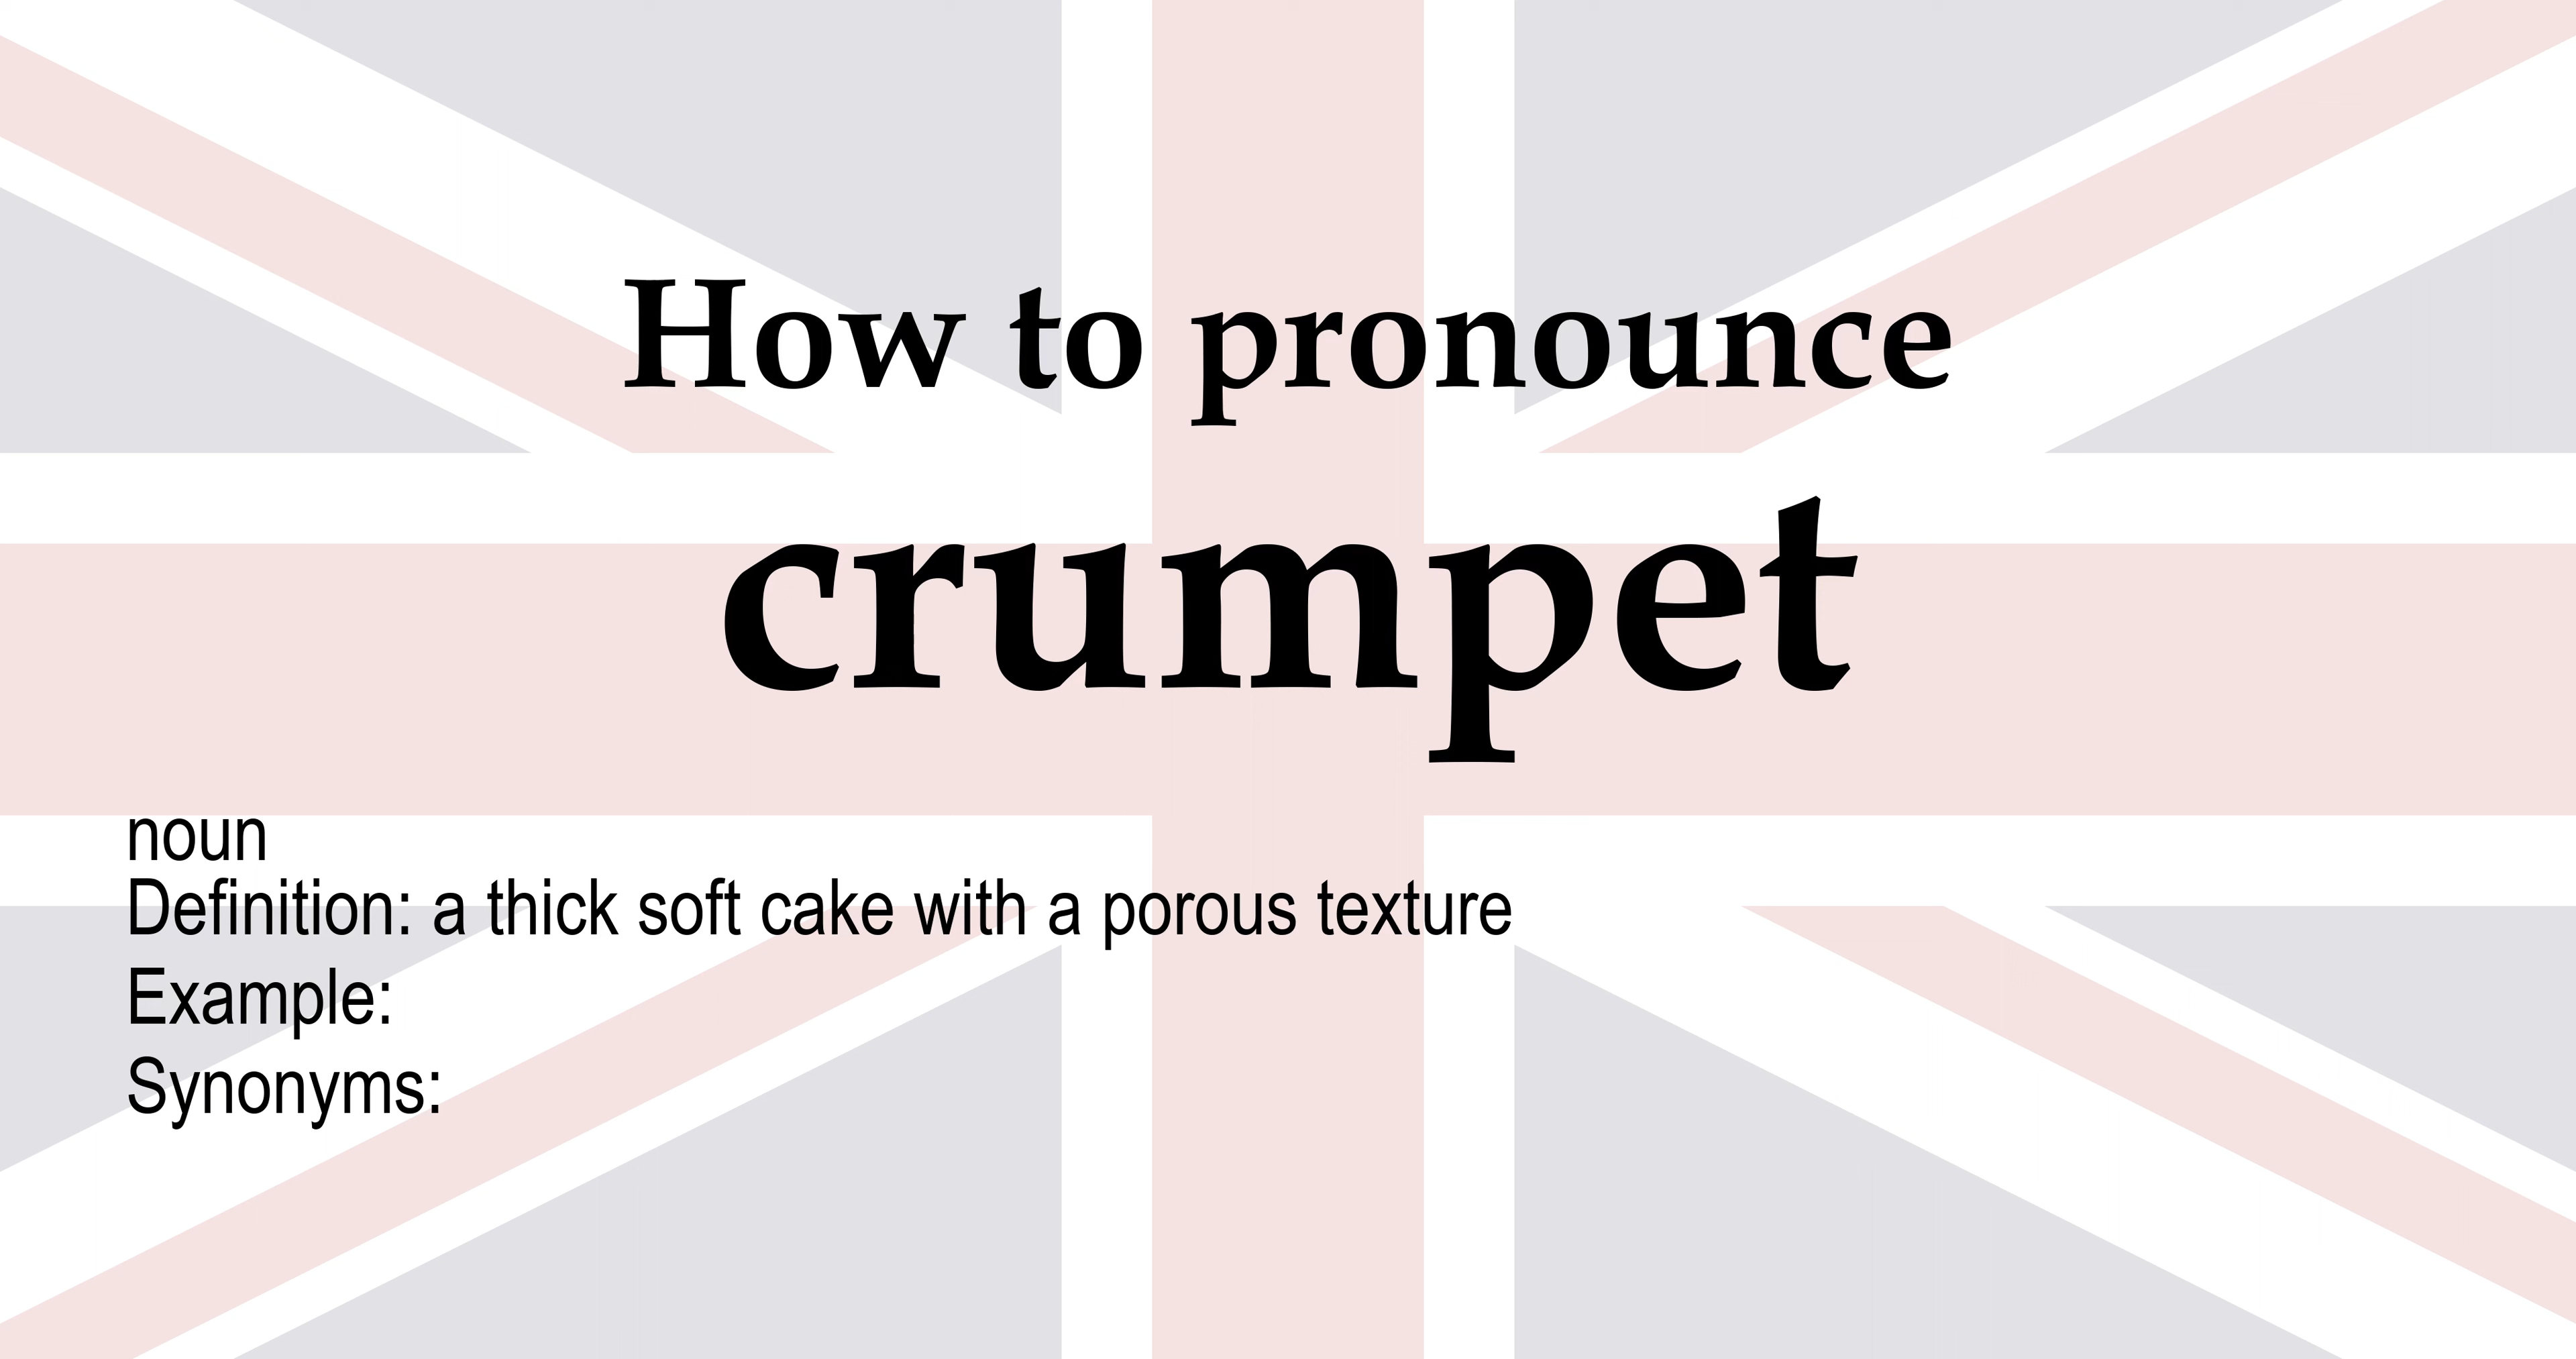 How to pronounce
crumpet
noun
Definition: a thick soft cake with a porous texture
Example:
Synonyms: